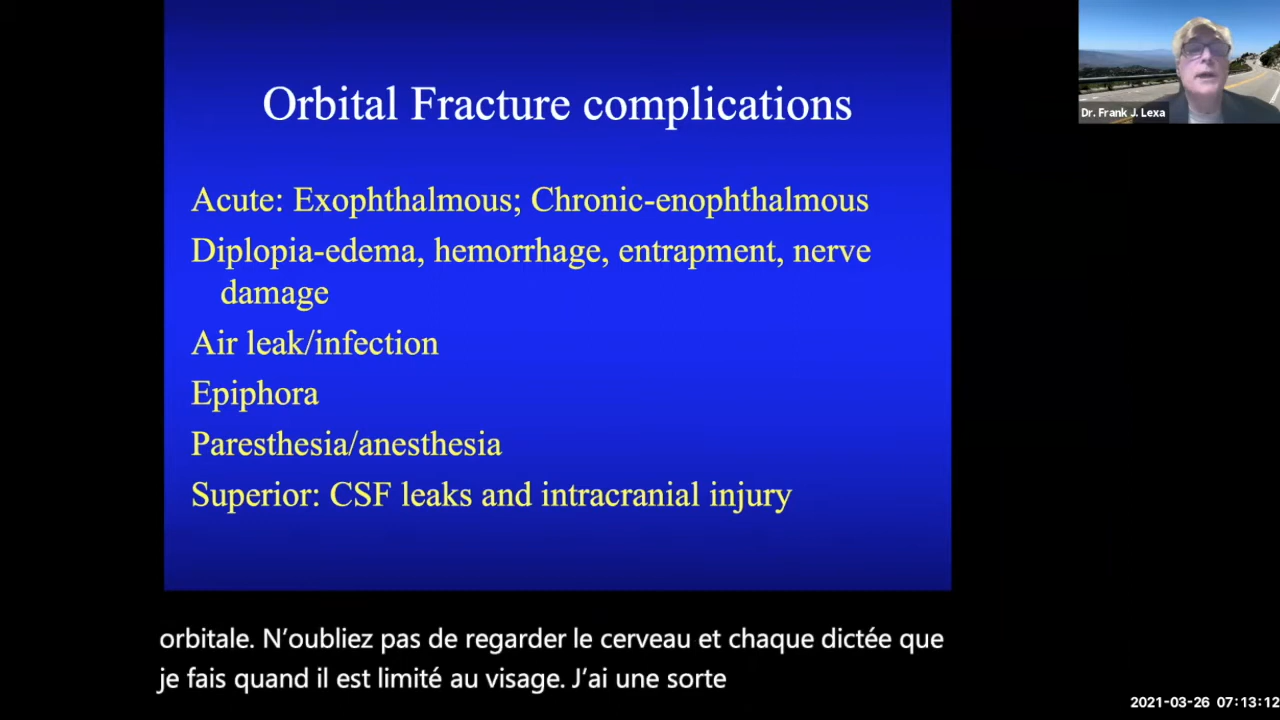 Orbital Fracture complications
Acute: Exophthalmous; Chronic-enophthalmous
Diplopia-edema, hemorrhage, entrapment, nerve
damage
Air leak/infection
Epiphora
Paresthesia/anesthesia
Superior: CSF leaks and intracranial injury
Dr. Frank J. Lexa
orbitale. N’oubliez pas de regarder le cerveau et chaque dictée que
je fais quand il est limité au visage. J’ai une sorte
2021-03-26 07:13:12